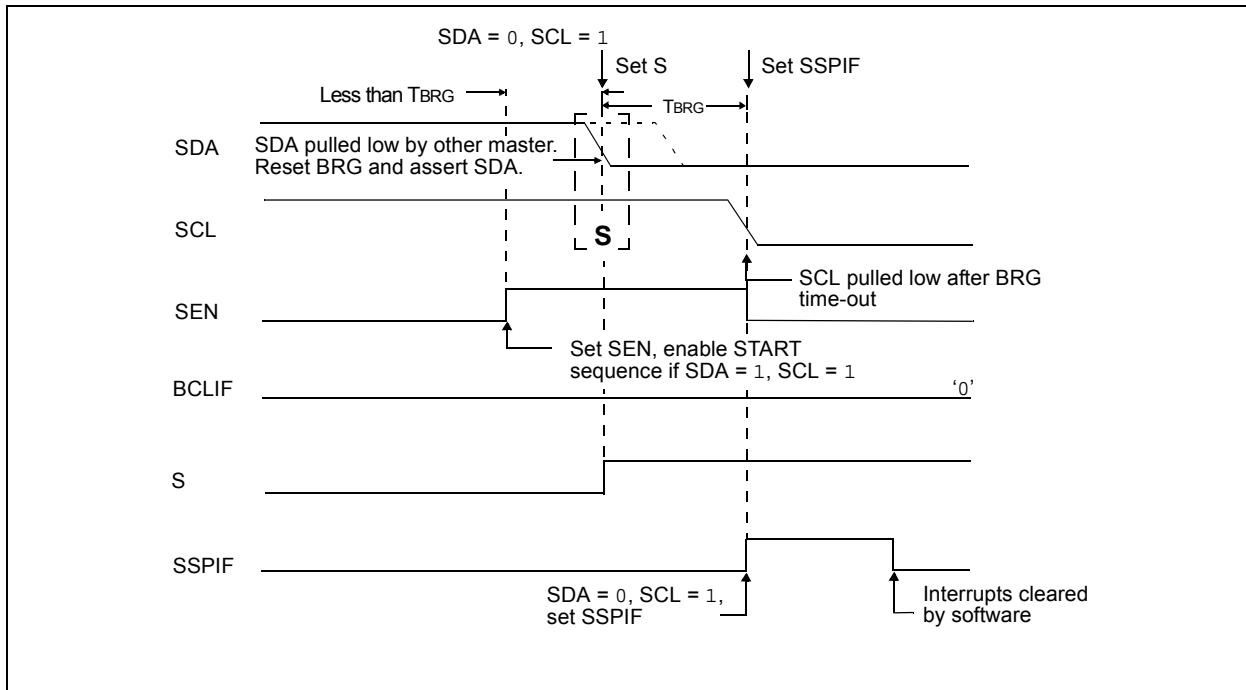 SDA = 0, SCL = 1
Set S
Set SSPIF
Less than TBRG
TBRG
SDA
SDA pulled low by other master.
Reset BRG and assert SDA.
SCL
S
SCL pulled low after BRG
time-out
SEN
Set SEN, enable START
sequence if SDA = 1, SCL = 1
BCLIF
‘0’
S
SSPIF
SDA = 0, SCL = 1,
set SSPIF
Interrupts cleared
by software